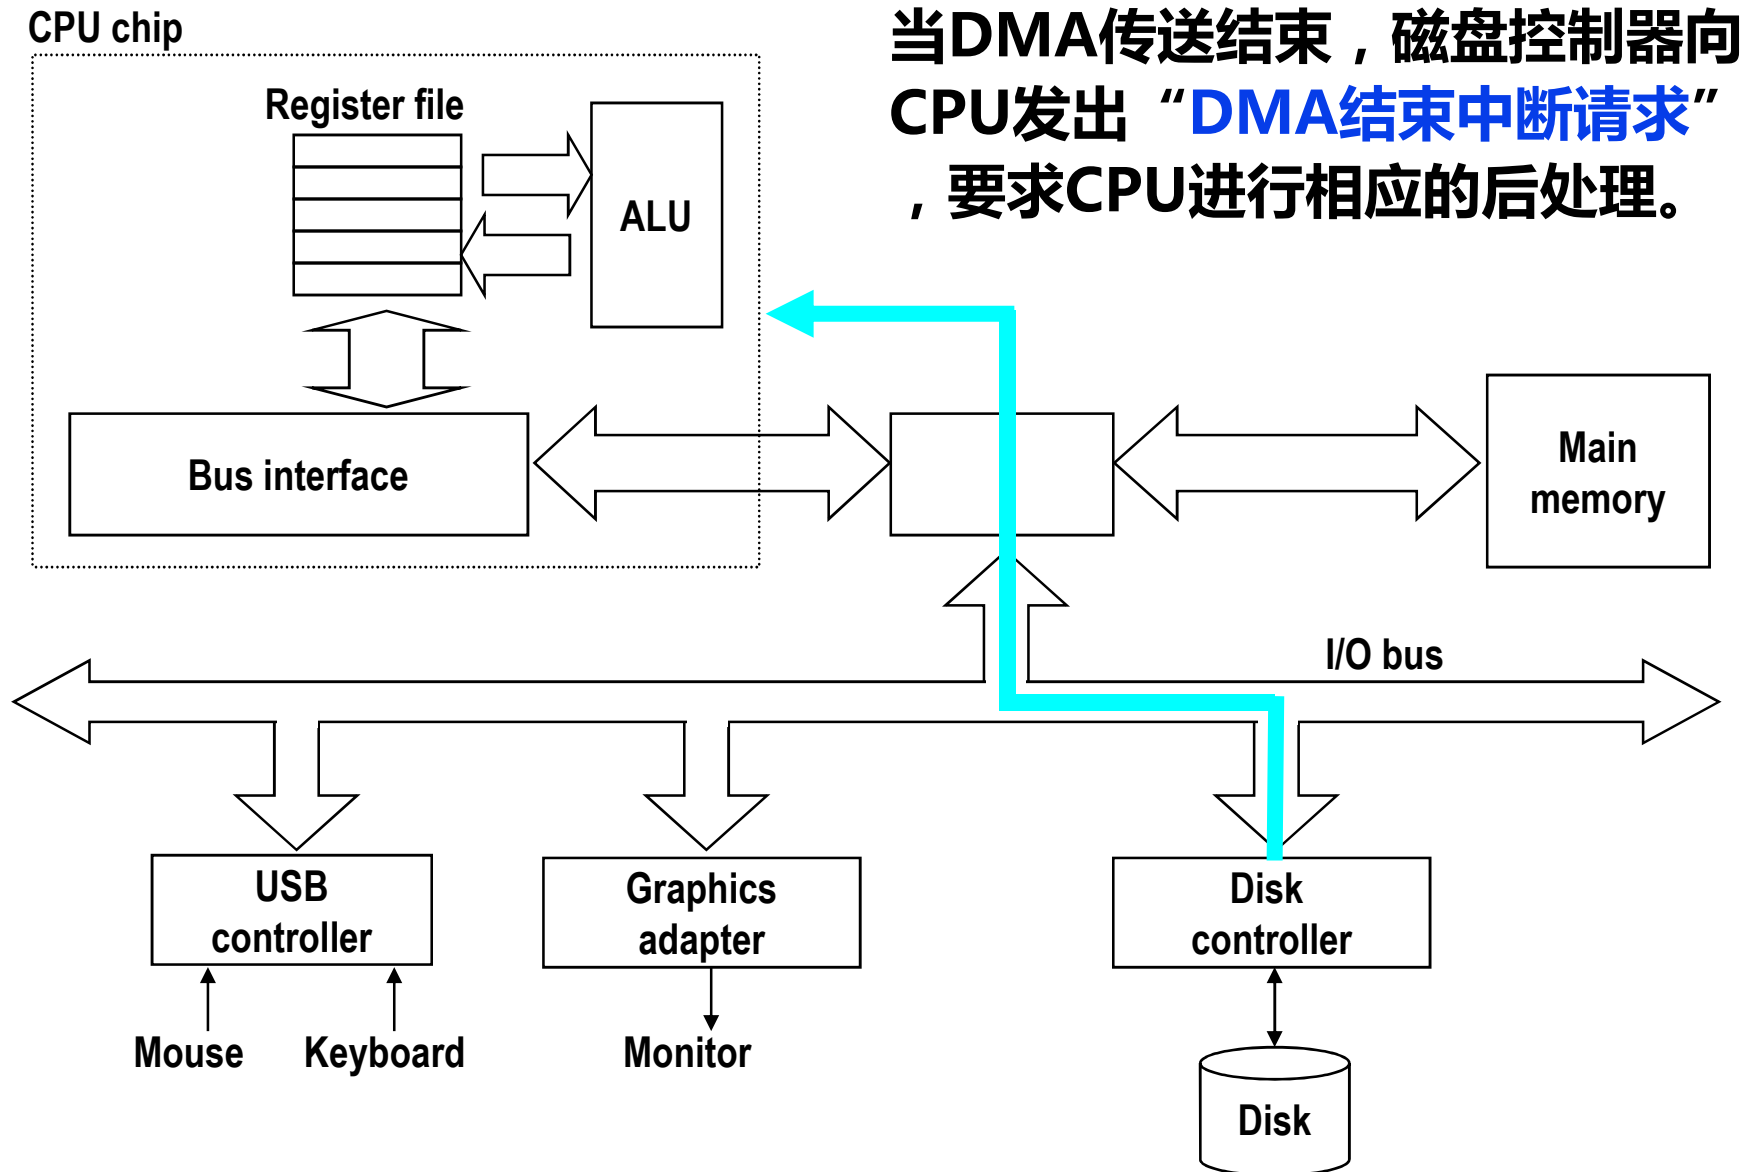 CPU chip
当DMA传送结束，磁盘控制器向
CPU发出“DMA结束中断请求”
，要求CPU进行相应的后处理。
Register file
ALU
Bus interface
Main
memory
I/O bus
USB
controller
Graphics
adapter
Disk
controller
Mouse
Keyboard
Monitor
Disk